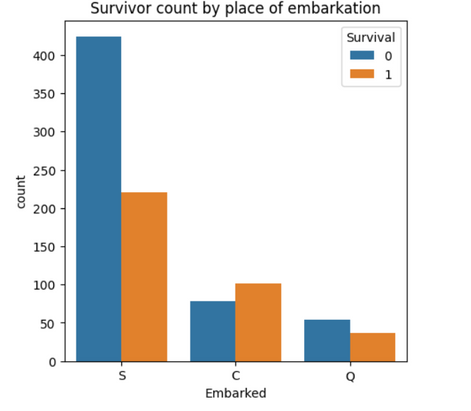 Survivor count by place of embarkation
Survival
0
1
400
350
300
250
200
150
100
50
0
count
S C Q
Embarked